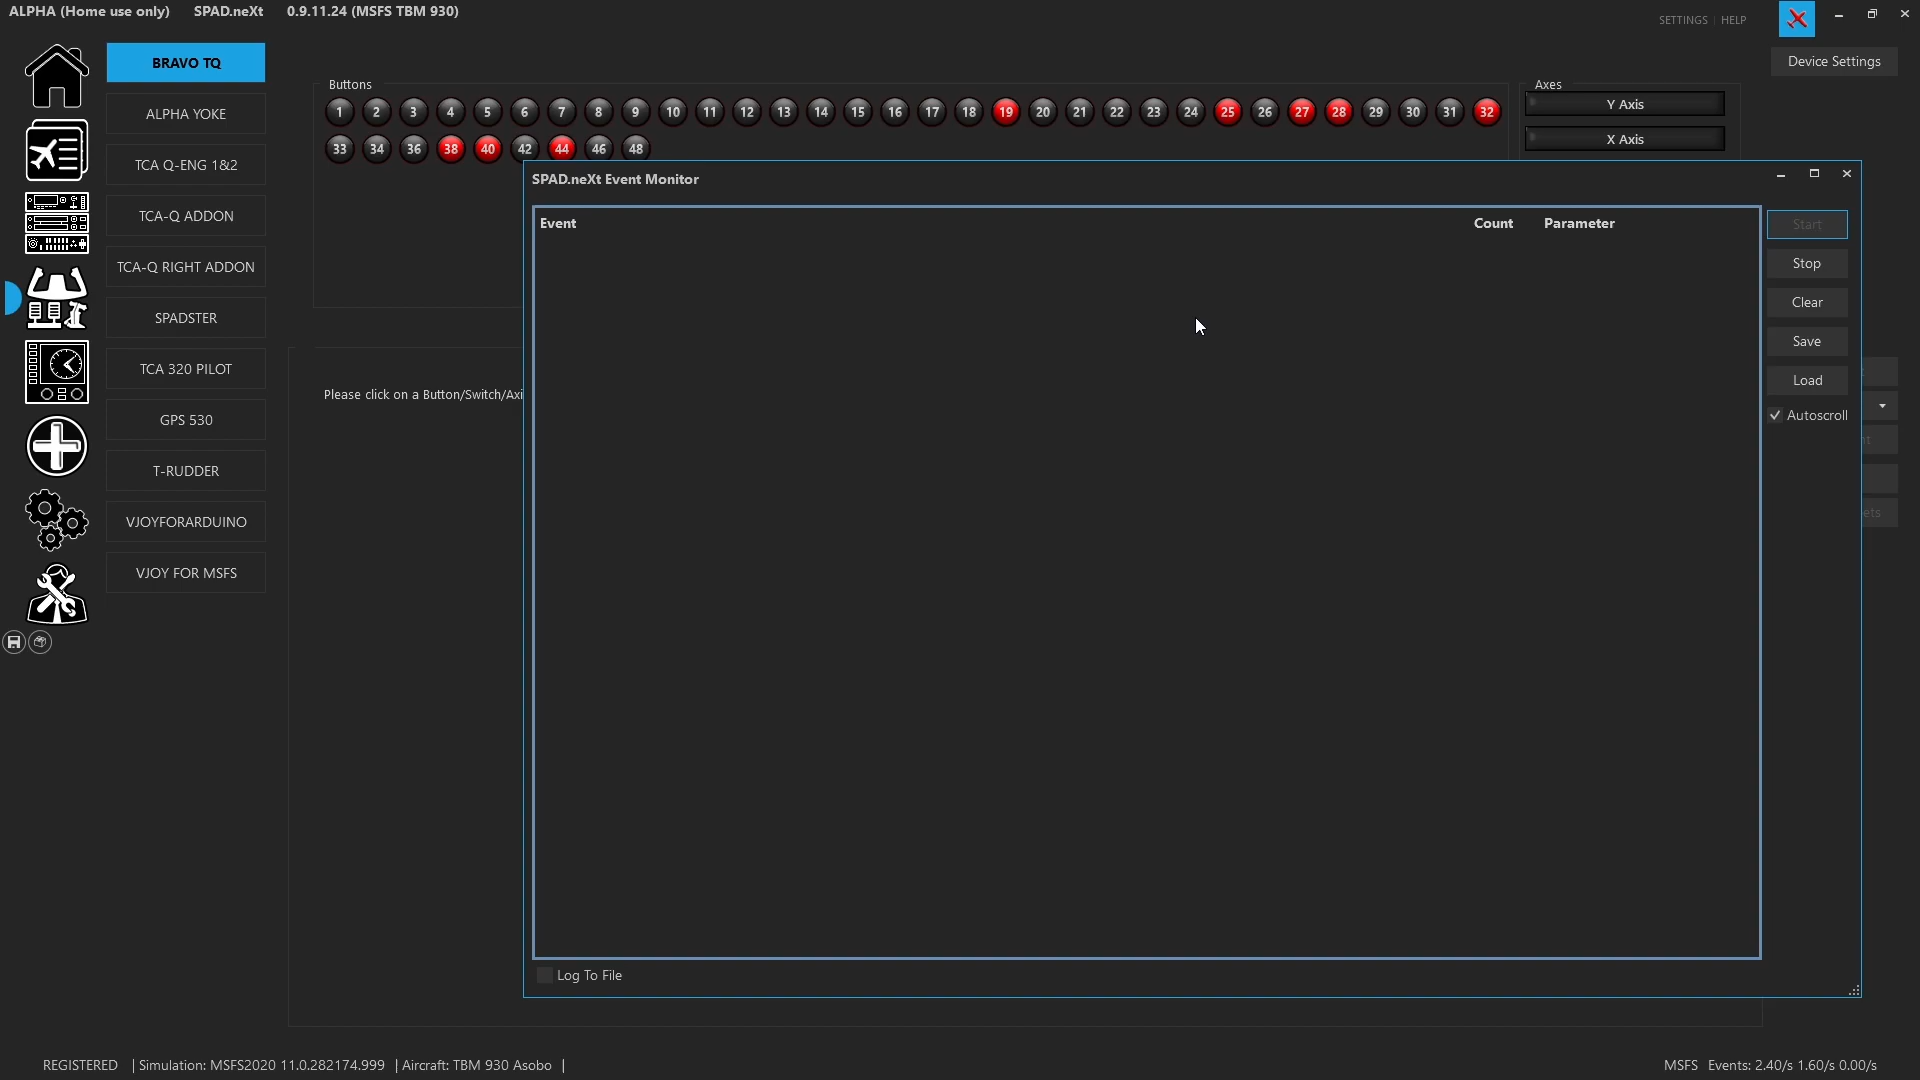 ALPHA (Home use only) SPAD.neXt 0.9.11.24 (MSFS TBM 930)
SETTINGS | HELP
BRAVO TQ
Device Settings
Buttons
Axes
1 2 3 4 5 6 7 8 9 10 11 12 13 14 15 16 17 18 19 20 21 22 23 24 25 26 27 28 29 30 31 32
Y Axis
ALPHA YOKE
33 34 36 38 40 42 44 46 48
X Axis
TCA Q-ENG 1&2
SPAD.neXt Event Monitor
TCA-Q ADDON
Event Count Parameter
Start
TCA-Q RIGHT ADDON
Stop
Clear
SPADSTER
Save
TCA 320 PILOT
Load
Please click on a Button/Switch/Axi
Autoscroll
GPS 530
T-RUDDER
ets
VJOYFORARDUINO
VJOY FOR MSFS
Log To File
REGISTERED | Simulation: MSFS2020 11.0.282174.999 | Aircraft: TBM 930 Asobo |
MSFS Events: 2.40/s 1.60/s 0.00/s